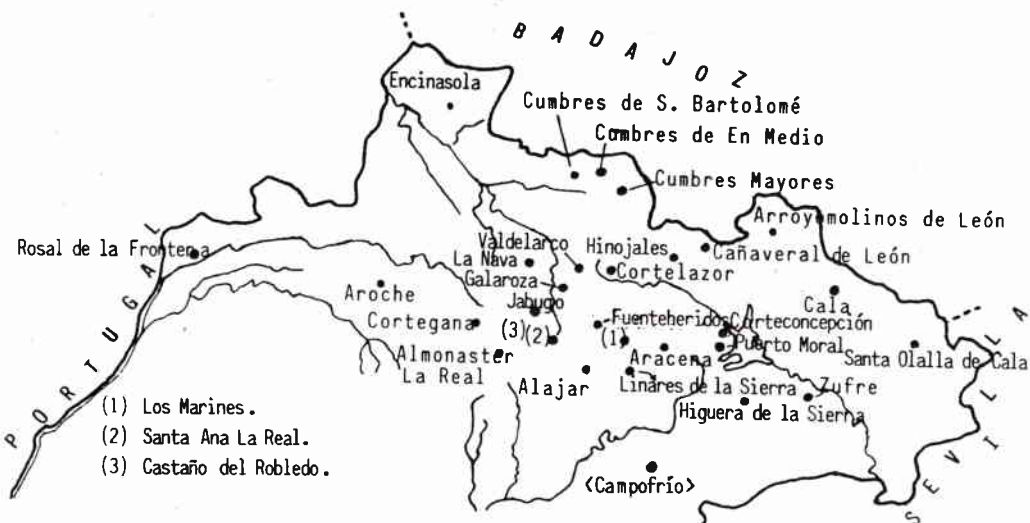 BADAJOZ
Encinasola
Cumbres de S. Bartolomé
Cumbres de En Medio
Cumbres Mayores
Arroyomolinos de León
PORTUGAL
Rosal de la Frontera
Valdelarco
Hinojales
Cañaveral de León
La Nava
Cortelazor
Galaroza
Aroche
Jabugo
Cala
Cortegana
(3) (2)
Fuenteheridos
Corteconcepción
(1)
Puerto Moral
Almonaster
La Real
Aracena
Santa Olalla de Cala
Alajar
Linares de la Sierra
Zufre
Higuera de la Sierra
SEVILLA
(1) Los Marines.
(2) Santa Ana La Real.
(3) Castaño del Robledo.
<Campofrío>